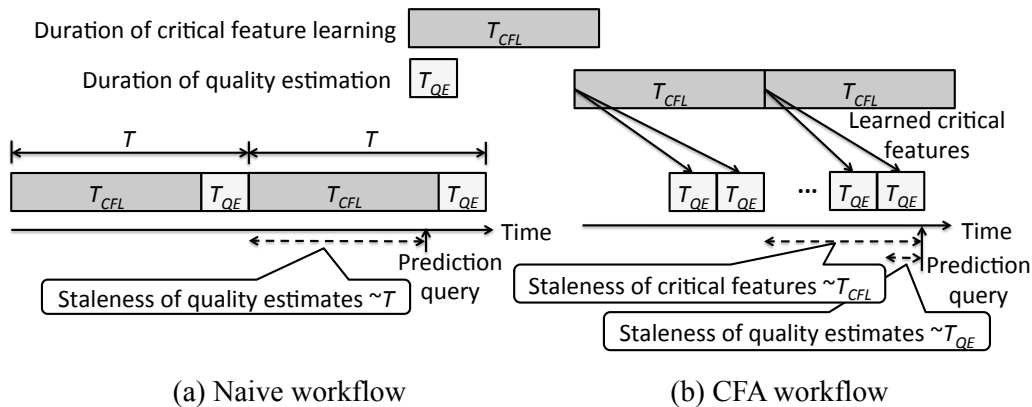 Duration of critical feature learning
T_CFL
Duration of quality estimation
T_QE
T
T
T_CFL
T_QE
T_CFL
T_QE
Time
Prediction
query
Staleness of quality estimates ~T
(a) Naive workflow
T_CFL
T_CFL
Learned critical
features
T_QE
T_QE
...
T_QE
T_QE
Time
Prediction
query
Staleness of critical features ~T_CFL
Staleness of quality estimates ~T_QE
(b) CFA workflow